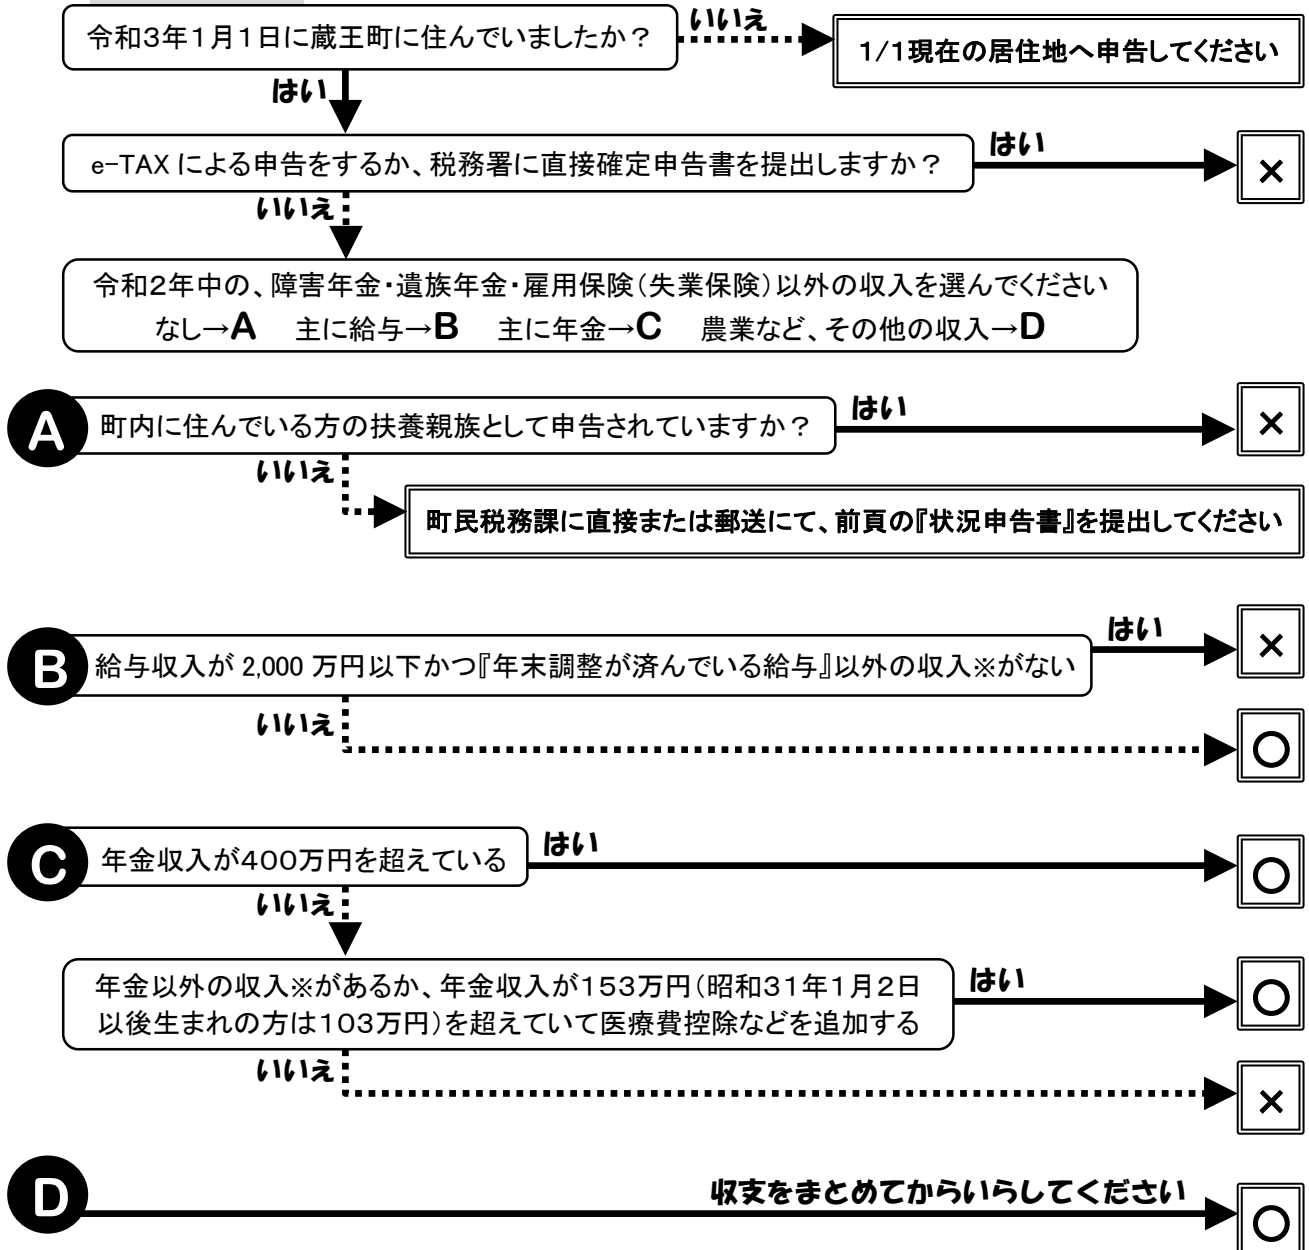 令和3年1月1日に蔵王町に住んでいましたか？
いいえ
1/1現在の居住地へ申告してください
はい
e-TAXによる申告をするか、税務署に直接確定申告書を提出しますか？
はい
×
いいえ
令和2年中の、障害年金・遺族年金・雇用保険（失業保険）以外の収入を選んでください
なし→A　主に給与→B　主に年金→C　農業など、その他の収入→D
A
町内に住んでいる方の扶養親族として申告されていますか？
はい
×
いいえ
町民税務課に直接または郵送にて、前頁の『状況申告書』を提出してください
B
給与収入が 2,000 万円以下かつ『年末調整が済んでいる給与』以外の収入※がない
はい
×
いいえ
○
C
年金収入が400万円を超えている
はい
○
いいえ
年金以外の収入※があるか、年金収入が153万円（昭和31年1月2日
以後生まれの方は103万円）を超えていて医療費控除などを追加する
はい
○
いいえ
×
D
収支をまとめてからいらしてください
○